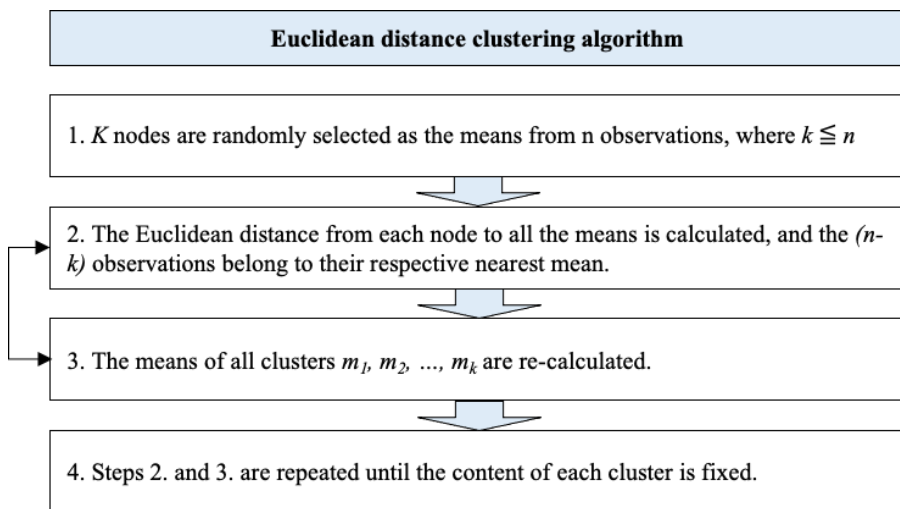 Euclidean distance clustering algorithm
1. K nodes are randomly selected as the means from n observations, where k ≦ n
2. The Euclidean distance from each node to all the means is calculated, and the (n-
k) observations belong to their respective nearest mean.
3. The means of all clusters m1, m2, ..., mk are re-calculated.
4. Steps 2. and 3. are repeated until the content of each cluster is fixed.